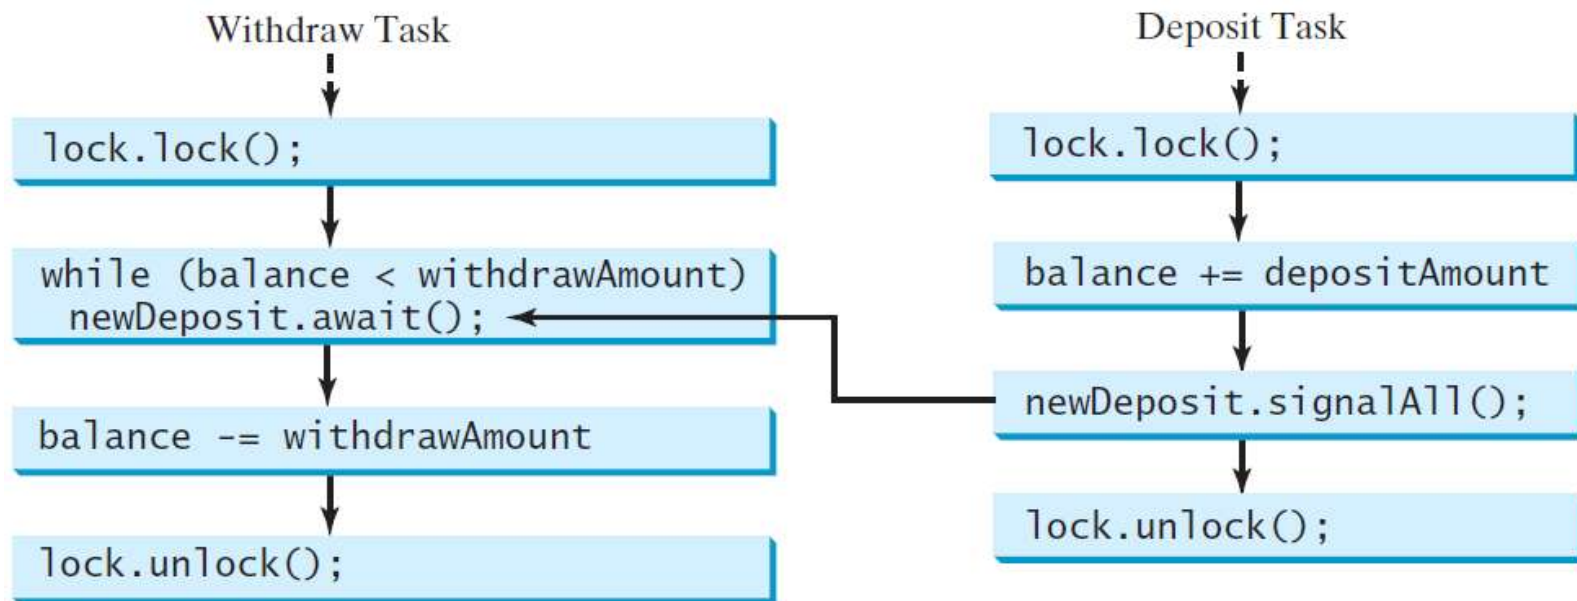 Withdraw Task
lock.lock();
while (balance < withdrawAmount)
newDeposit.await();
balance -= withdrawAmount
lock.unlock();
Deposit Task
lock.lock();
balance += depositAmount
newDeposit.signalAll();
lock.unlock();